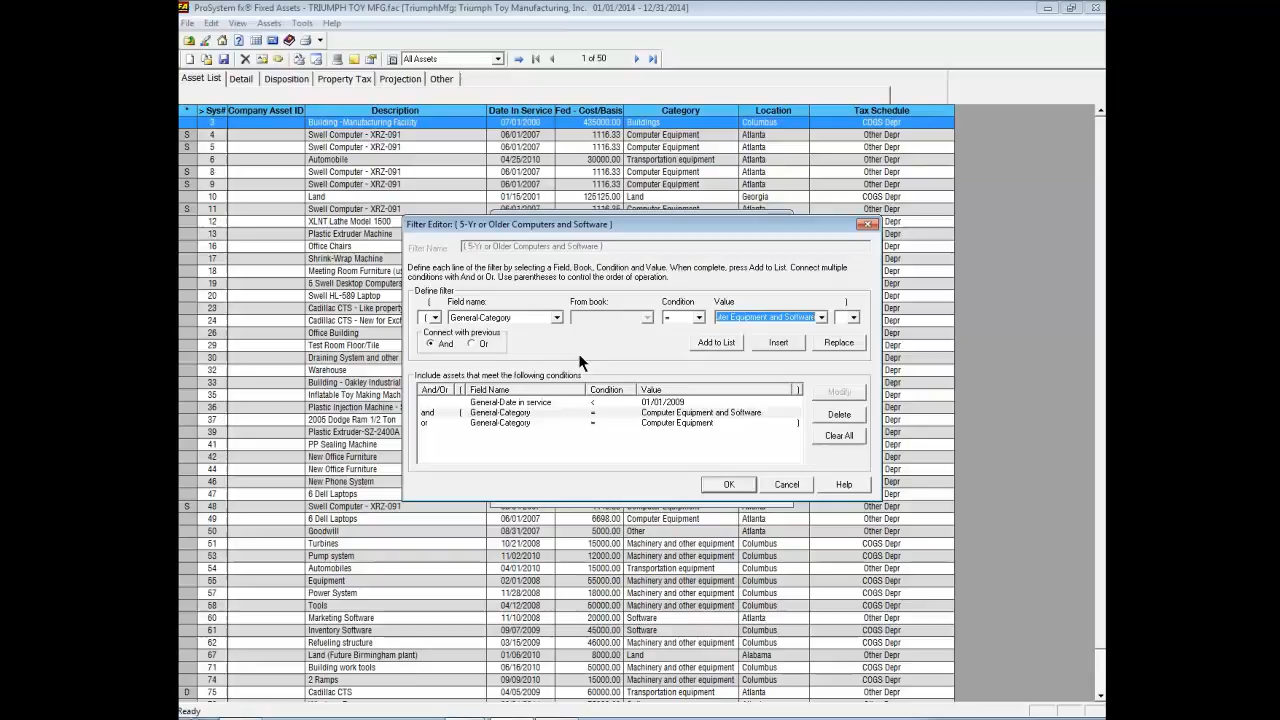 ProSystem fx® Fixed Assets - TRIUMPH TOY MFG.fac [TriumphMfg: Triumph Toy Manufacturing, Inc. 01/01/2014 - 12/31/2014]
File Edit View Assets Tools Help
All Assets 1 of 50
Asset List Detail Disposition Property Tax Projection Other
* > Sys# Company Asset ID Description Date In Service Fed - Cost/Basis Category Location Tax Schedule
3 Building -Manufacturing Facility 07/01/2000 435000.00 Buildings Columbus COGS Depr
S 4 Swell Computer - XRZ-091 06/01/2007 1116.33 Computer Equipment Atlanta Other Depr
S 5 Swell Computer - XRZ-091 06/01/2007 1116.33 Computer Equipment Atlanta Other Depr
6 Automobile 04/25/2010 30000.00 Transportation equipment Atlanta Other Depr
S 8 Swell Computer - XRZ-091 06/01/2007 1116.33 Computer Equipment Atlanta Other Depr
S 9 Swell Computer - XRZ-091 06/01/2007 1116.33 Computer Equipment Atlanta Other Depr
10 Land 01/15/2001 125125.00 Land Georgia Other Depr
S 11 Swell Computer - XRZ-091 Other Depr
12 XLNT Lathe Model 1500
13 Plastic Extruder Machine
16 Office Chairs
17 Shrink-Wrap Machine
18 Meeting Room Furniture
19 5 Swell Desktop Computers
20 Swell HL-589 Laptop
23 Cadillac CTS - Like property
24 Cadillac CTS - New for Exc
26 Office Building
29 Test Room Floor/Tile
30 Draining System and other
32 Warehouse
33 Building - Oakley Industrial
35 Inflatable Toy Making Mach
36 Plastic Injection Machine -
37 2005 Dodge Ram 1/2 Ton
39 Plastic Extruder-SZ-2400A
41 PP Sealing Machine
42 New Office Furniture
44 New Office Furniture
46 New Phone System
47 6 Dell Laptops
Filter Editor: [ 5-Yr or Older Computers and Software ]
Filter Name: [ 5-Yr or Older Computers and Software ]
Define each line of the filter by selecting a Field, Book, Condition and Value. When complete, press Add to List. Connect multiple
conditions with And or Or. Use parentheses to control the order of operation.
Define filter
( Field name: From book: Condition Value )
( General-Category = ter Equipment and Software
Connect with previous
And Or Add to List Insert Replace
Include assets that meet the following conditions
And/Or ( Field Name Condition Value )
General-Date in service < 01/01/2009
and ( General-Category = Computer Equipment and Software
or General-Category = Computer Equipment )
Modify
Delete
Clear All
OK Cancel Help
S 48 Swell Computer - XRZ-091 Other Depr
49 6 Dell Laptops 06/01/2007 6698.00 Computer Equipment Atlanta Other Depr
50 Goodwill 08/31/2007 5000.00 Other Atlanta Other Depr
51 Turbines 10/21/2008 15000.00 Machinery and other equipment Columbus COGS Depr
53 Pump system 11/02/2010 12000.00 Machinery and other equipment Columbus COGS Depr
54 Automobiles 04/01/2010 15000.00 Transportation equipment Columbus COGS Depr
55 Equipment 02/01/2008 55000.00 Machinery and other equipment Columbus COGS Depr
57 Power System 11/28/2008 18000.00 Machinery and other equipment Columbus COGS Depr
58 Tools 04/12/2008 50000.00 Machinery and other equipment Columbus COGS Depr
60 Marketing Software 11/10/2008 20000.00 Software Atlanta Other Depr
61 Inventory Software 09/07/2009 45000.00 Software Columbus COGS Depr
62 Refueling structure 03/15/2009 46000.00 Machinery and other equipment Columbus COGS Depr
67 Land (Future Birmingham plant) 01/06/2010 8000.00 Land Alabama Other Depr
71 Building work tools 06/16/2010 50000.00 Machinery and other equipment Columbus COGS Depr
74 2 Ramps 09/09/2010 15000.00 Machinery and other equipment Columbus COGS Depr
D 75 Cadillac CTS 04/05/2009 60000.00 Transportation equipment Atlanta Other Depr
Ready